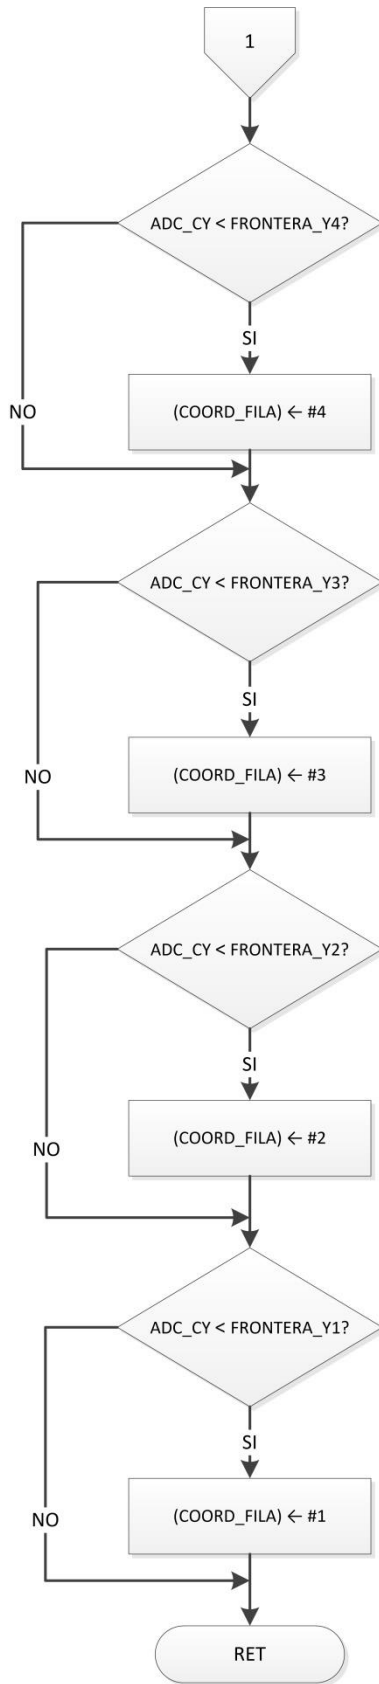 1
ADC_CY < FRONTERA_Y4?
SI
(COORD_FILA) ← #4
NO
ADC_CY < FRONTERA_Y3?
SI
(COORD_FILA) ← #3
NO
ADC_CY < FRONTERA_Y2?
SI
(COORD_FILA) ← #2
NO
ADC_CY < FRONTERA_Y1?
SI
(COORD_FILA) ← #1
NO
RET